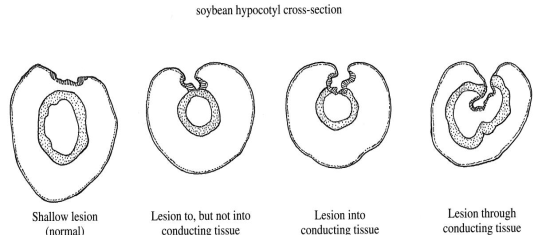 soybean hypocotyl cross-section
Shallow lesion
(normal)
Lesion to, but not into
conducting tissue
Lesion into
conducting tissue
Lesion through
conducting tissue